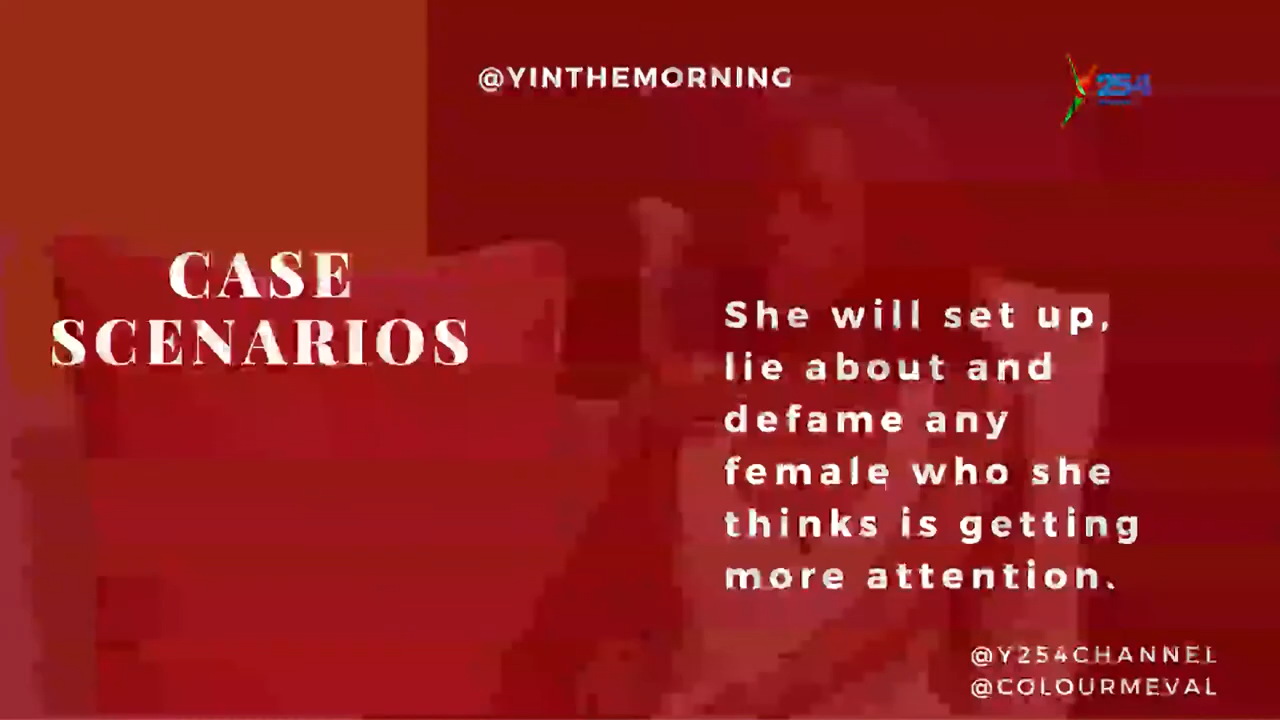 @YINTHEMORNING
254
CASE
SCENARIOS
She will set up,
lie about and
defame any
female who she
thinks is getting
more attention.
@Y254CHANNEL
@COLOURMEVAL